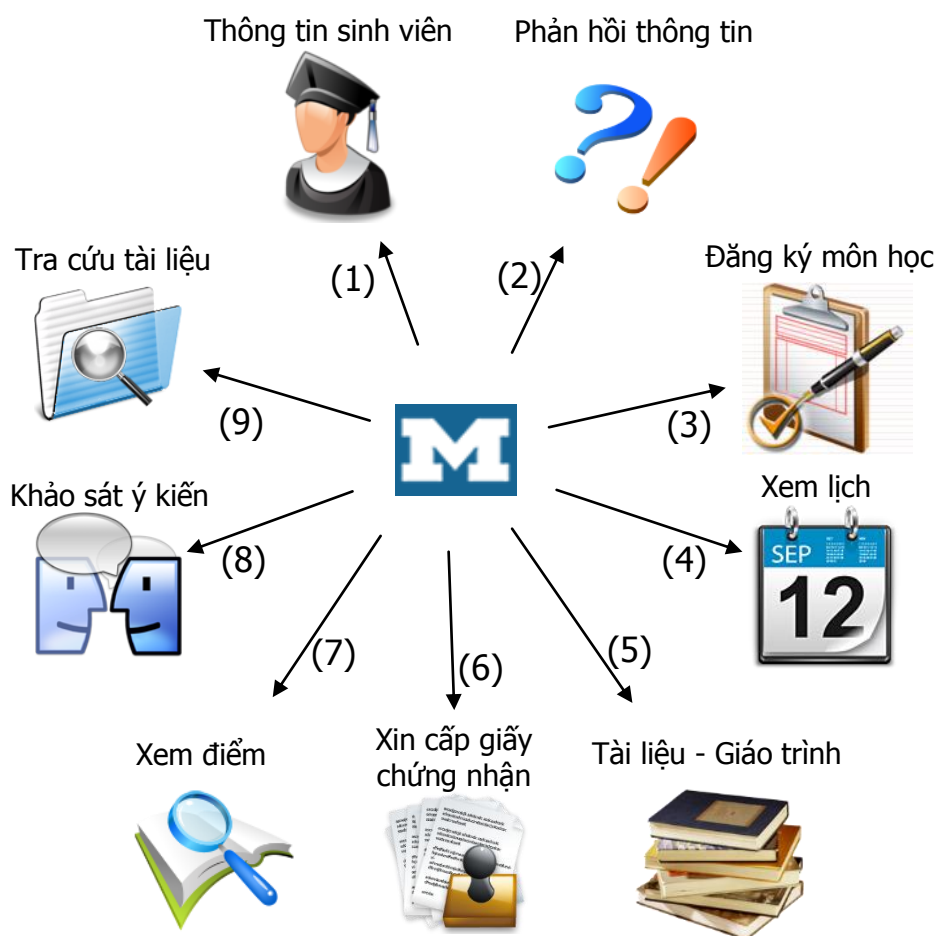 Thông tin sinh viên
Phản hồi thông tin
Tra cứu tài liệu
(1)
(2)
Đăng ký môn học
(9)
M
(3)
Khảo sát ý kiến
Xem lịch
(8)
(4)
SEP
12
(7)
(6)
(5)
Xem điểm
Xin cấp giấy
chứng nhận
Tài liệu - Giáo trình